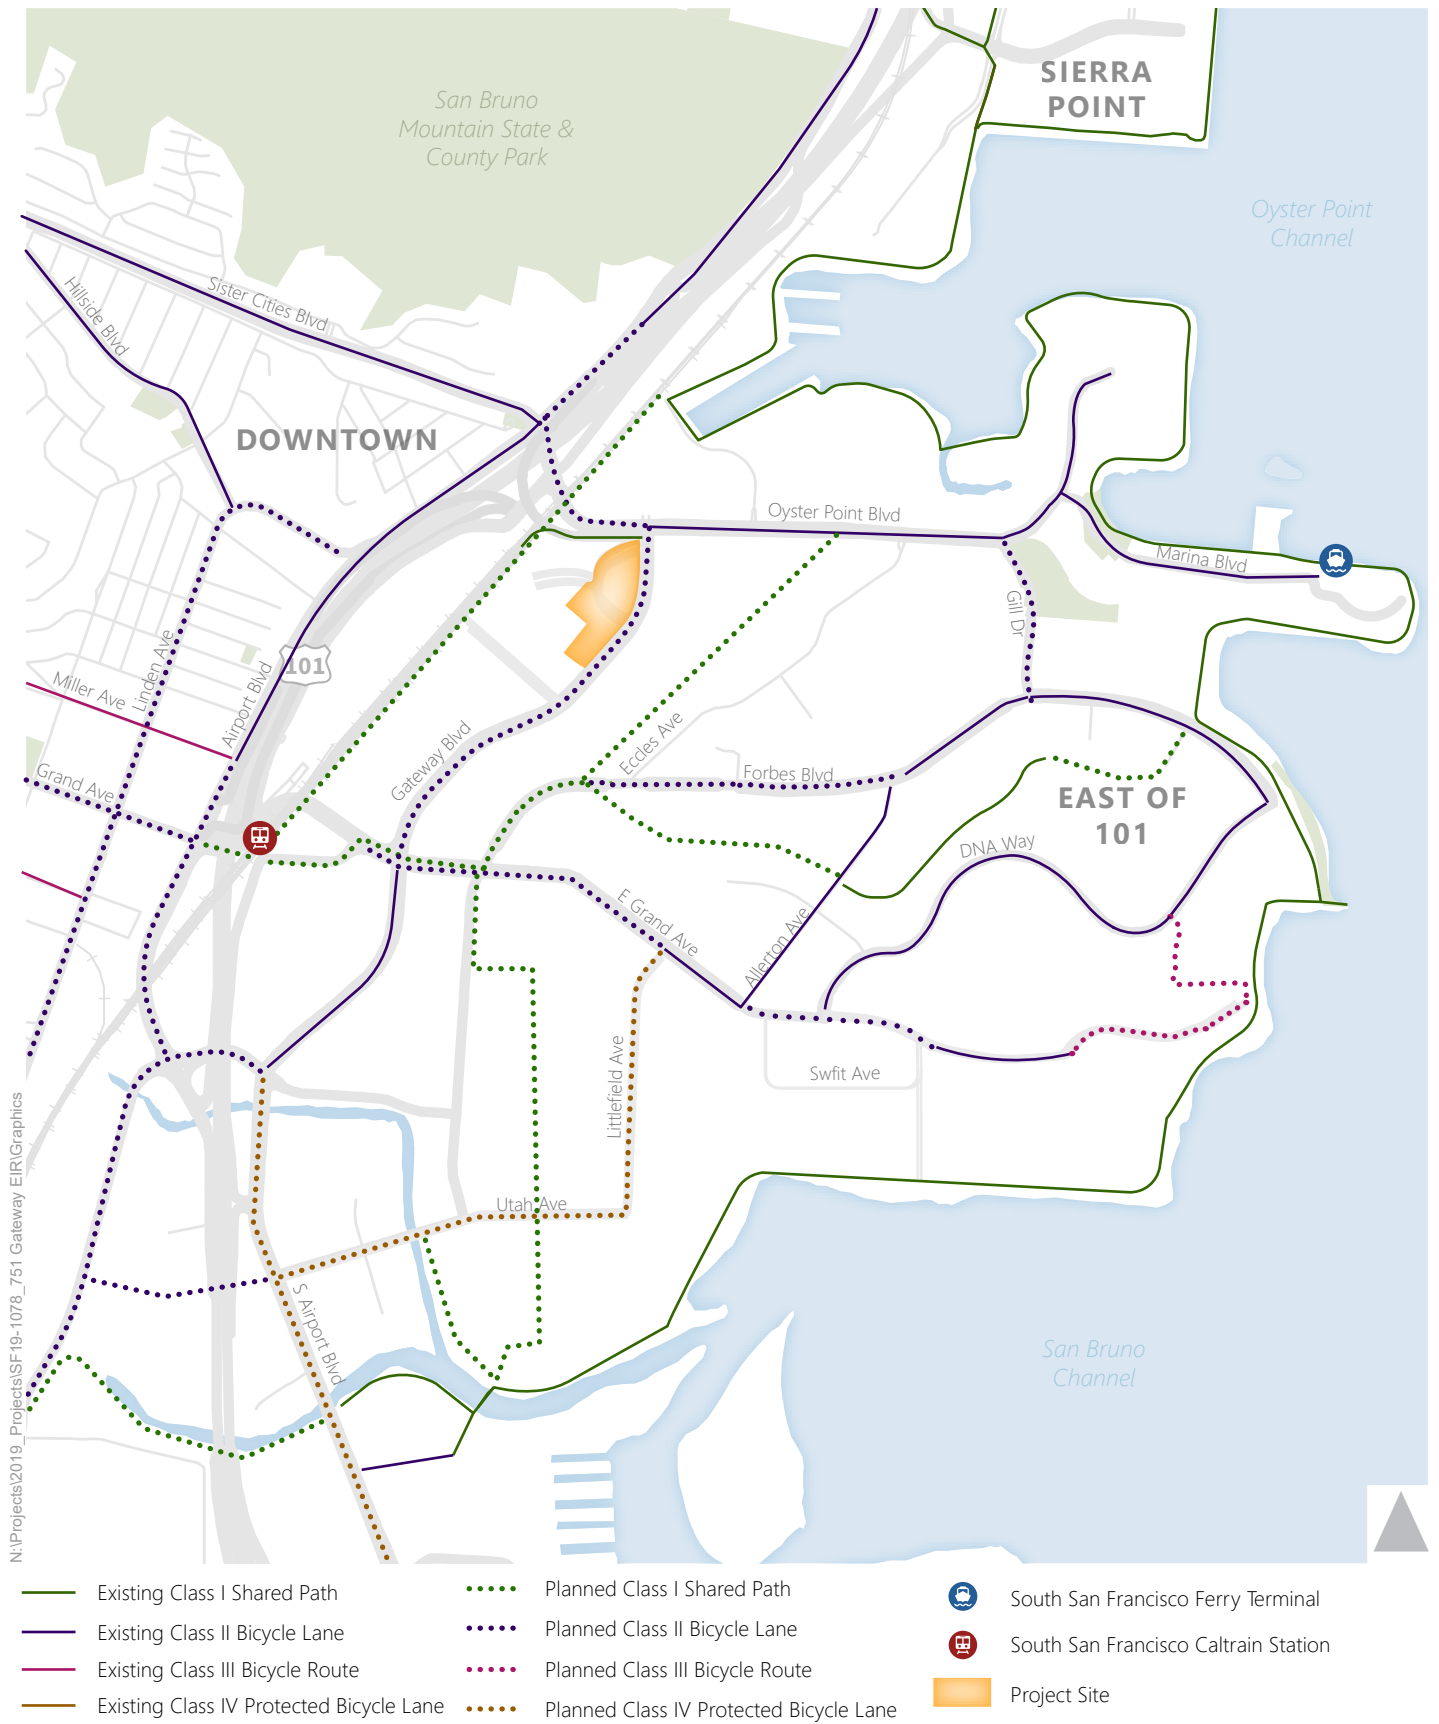 SIERRA
POINT
San Bruno
Mountain State &
County Park
Oyster Point
Channel
Sister Cities Blvd
Hillside Blvd
DOWNTOWN
Oyster Point Blvd
Marina Blvd
Gill Dr
Linden Ave
101
Miller Ave
Airport Blvd
Gateway Blvd
Eccles Ave
Grand Ave
Forbes Blvd
EAST OF
101
DNA Way
E Grand Ave
Allerton Ave
Littlefield Ave
Swfit Ave
Utah Ave
S Airport Blvd
San Bruno
Channel
N:\Projects\2019_Projects\SF19-1078_751 Gateway EIR\Graphics
Existing Class I Shared Path
Existing Class II Bicycle Lane
Existing Class III Bicycle Route
Existing Class IV Protected Bicycle Lane
Planned Class I Shared Path
Planned Class II Bicycle Lane
Planned Class III Bicycle Route
Planned Class IV Protected Bicycle Lane
South San Francisco Ferry Terminal
South San Francisco Caltrain Station
Project Site